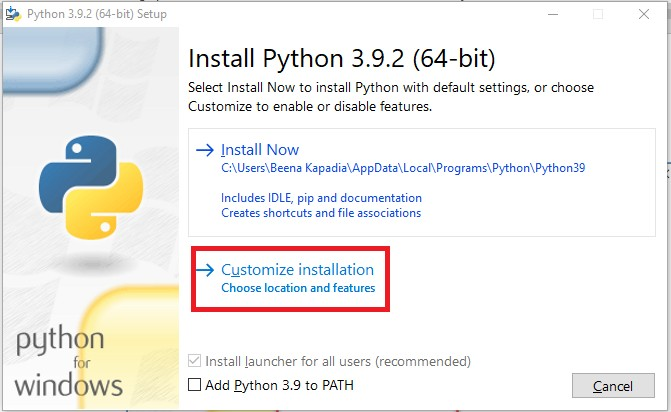 Python 3.9.2 (64-bit) Setup
Install Python 3.9.2 (64-bit)
Select Install Now to install Python with default settings, or choose
Customize to enable or disable features.
Install Now
C:\Users\Beena Kapadia\AppData\Local\Programs\Python\Python39
Includes IDLE, pip and documentation
Creates shortcuts and file associations
Customize installation
Choose location and features
python
for
windows
Install launcher for all users (recommended)
Add Python 3.9 to PATH
Cancel